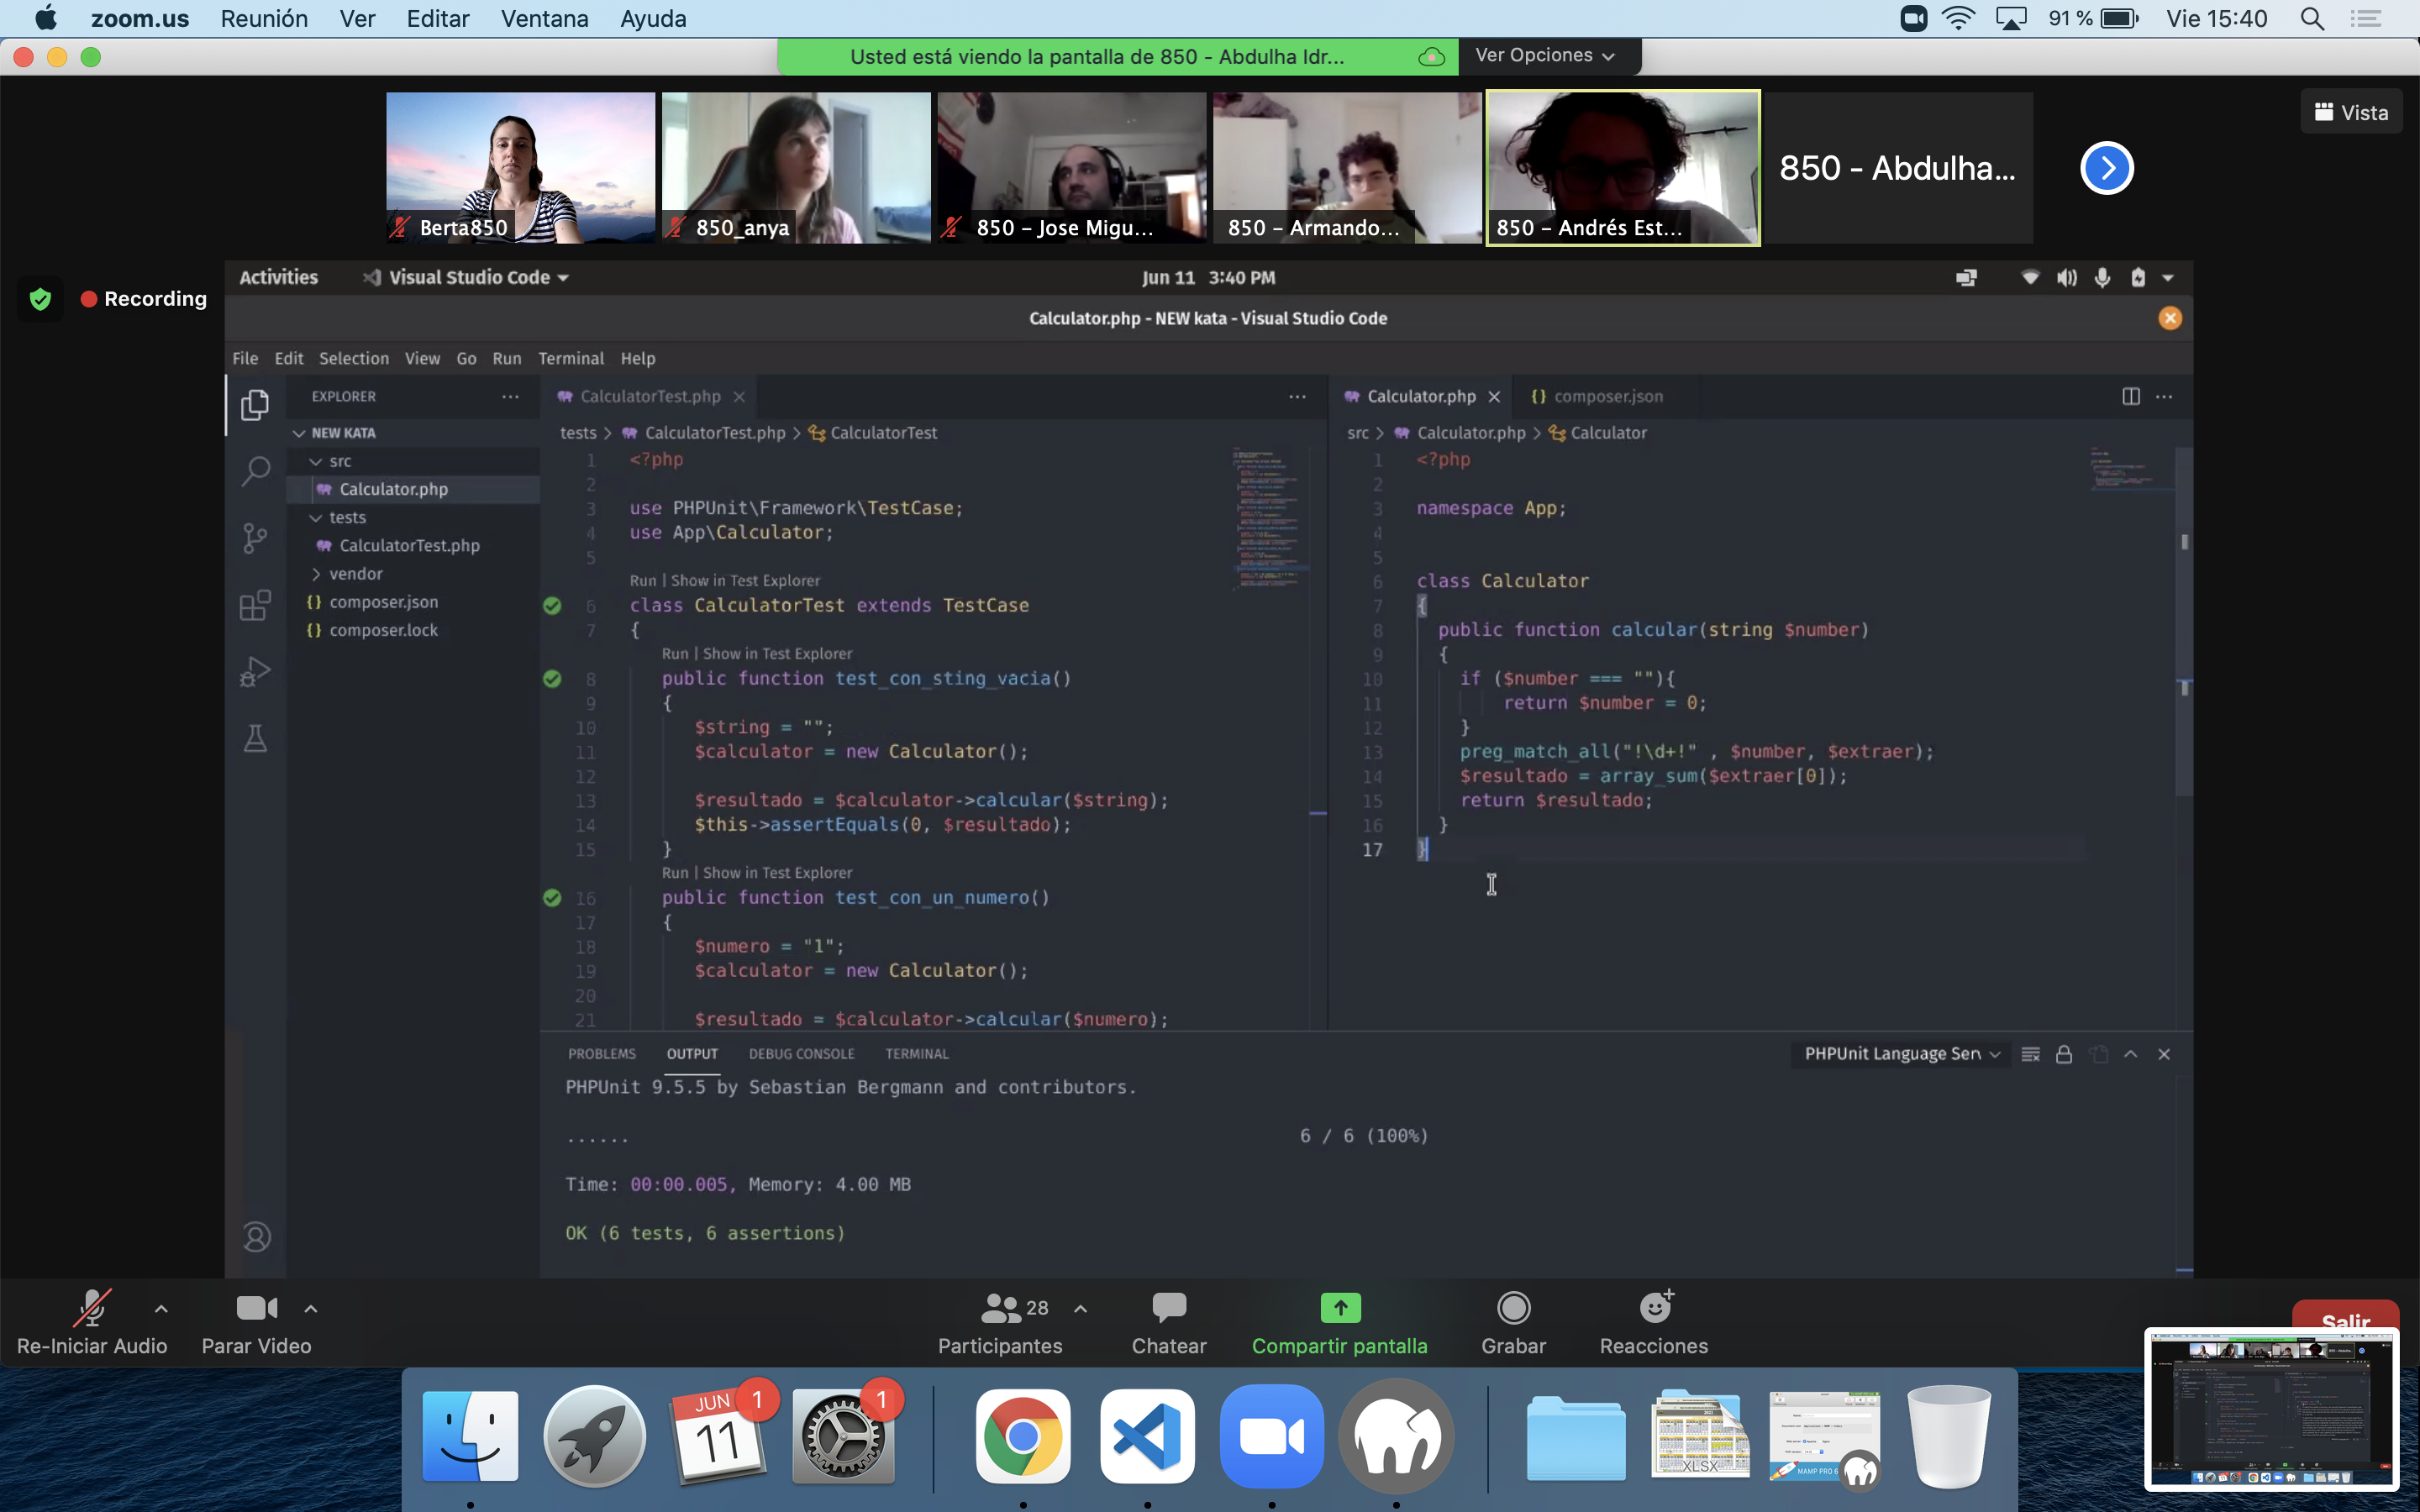 zoom.us Reunión Ver Editar Ventana Ayuda 91 % Vie 15:40
Usted está viendo la pantalla de 850 - Abdulha Idr... Ver Opciones
Vista
Berta850
850_anya
850 – Jose Migu...
850 – Armando...
850 – Andrés Est...
850 - Abdulha...
Recording
Activities Visual Studio Code Jun 11 3:40 PM
Calculator.php - NEW kata - Visual Studio Code
File Edit Selection View Go Run Terminal Help
EXPLORER
NEW KATA
src
Calculator.php
tests
CalculatorTest.php
vendor
{} composer.json
{} composer.lock
CalculatorTest.php
tests > CalculatorTest.php > CalculatorTest
1 <?php
2
3 use PHPUnit\Framework\TestCase;
4 use App\Calculator;
5
Run | Show in Test Explorer
6 class CalculatorTest extends TestCase
7 {
Run | Show in Test Explorer
8 public function test_con_sting_vacia()
9 {
10 $string = "";
11 $calculator = new Calculator();
12
13 $resultado = $calculator->calcular($string);
14 $this->assertEquals(0, $resultado);
15 }
Run | Show in Test Explorer
16 public function test_con_un_numero()
17 {
18 $numero = "1";
19 $calculator = new Calculator();
20
21 $resultado = $calculator->calcular($numero);
Calculator.php {} composer.json
src > Calculator.php > Calculator
1 <?php
2
3 namespace App;
4
5
6 class Calculator
7 {
8 public function calcular(string $number)
9 {
10 if ($number === ""){
11 return $number = 0;
12 }
13 preg_match_all("!\d+!" , $number, $extraer);
14 $resultado = array_sum($extraer[0]);
15 return $resultado;
16 }
17 }
PROBLEMS OUTPUT DEBUG CONSOLE TERMINAL PHPUnit Language Serv
PHPUnit 9.5.5 by Sebastian Bergmann and contributors.
...... 6 / 6 (100%)
Time: 00:00.005, Memory: 4.00 MB
OK (6 tests, 6 assertions)
Re-Iniciar Audio
Parar Video
28
Participantes
Chatear
Compartir pantalla
Grabar
Reacciones
Salir
JUN
11
1
1
XLSX
MAMP PRO